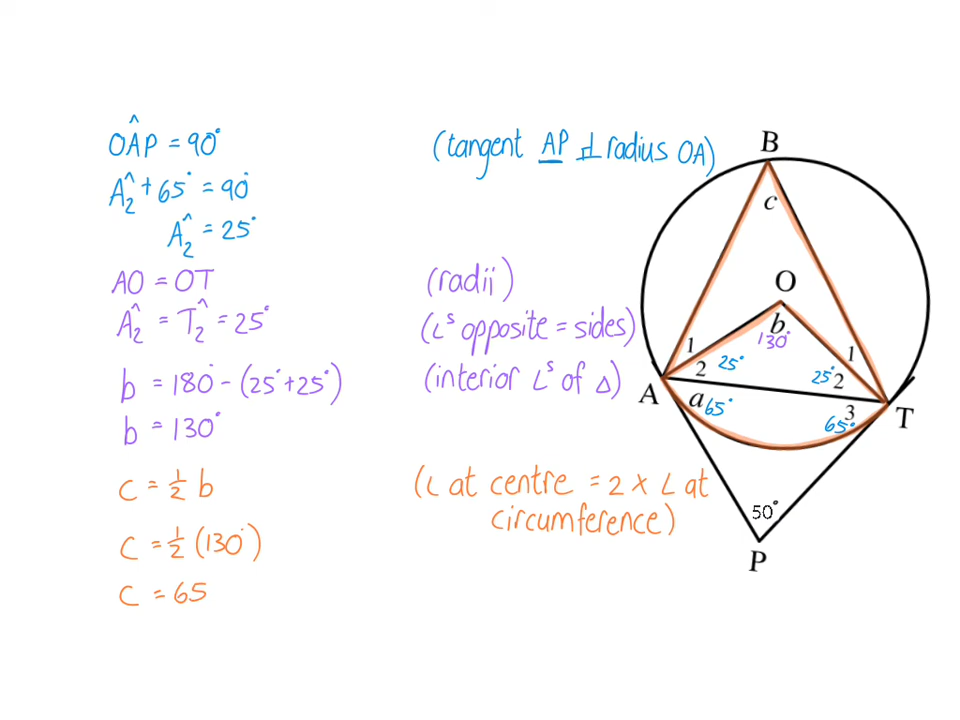 OÂP = 90° (tangent AP ⊥ radius OA)
Â₂ + 65° = 90°
Â₂ = 25°
AO = OT (radii)
Â₂ = T̂₂ = 25° (∠ˢ opposite = sides)
b = 180° - (25° + 25°) (interior ∠ˢ of Δ)
b = 130°
c = ½ b (∠ at centre = 2 × ∠ at
circumference)
c = ½ (130°)
c = 65
B
c
O
b
130°
1
1
2 25°
25° 2
A
a 65°
3
65°
T
50°
P